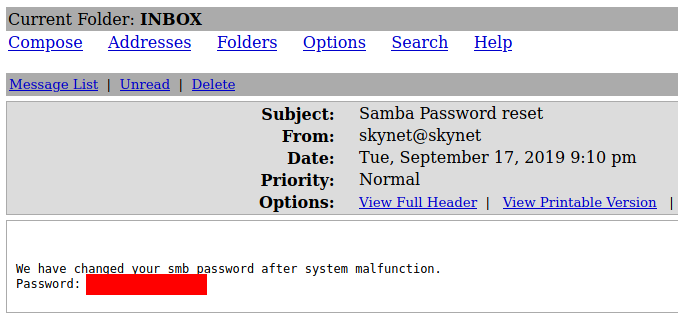 Current Folder: INBOX
Compose Addresses Folders Options Search Help
Message List | Unread | Delete
Subject: Samba Password reset
From: skynet@skynet
Date: Tue, September 17, 2019 9:10 pm
Priority: Normal
Options: View Full Header | View Printable Version |
We have changed your smb password after system malfunction.
Password: